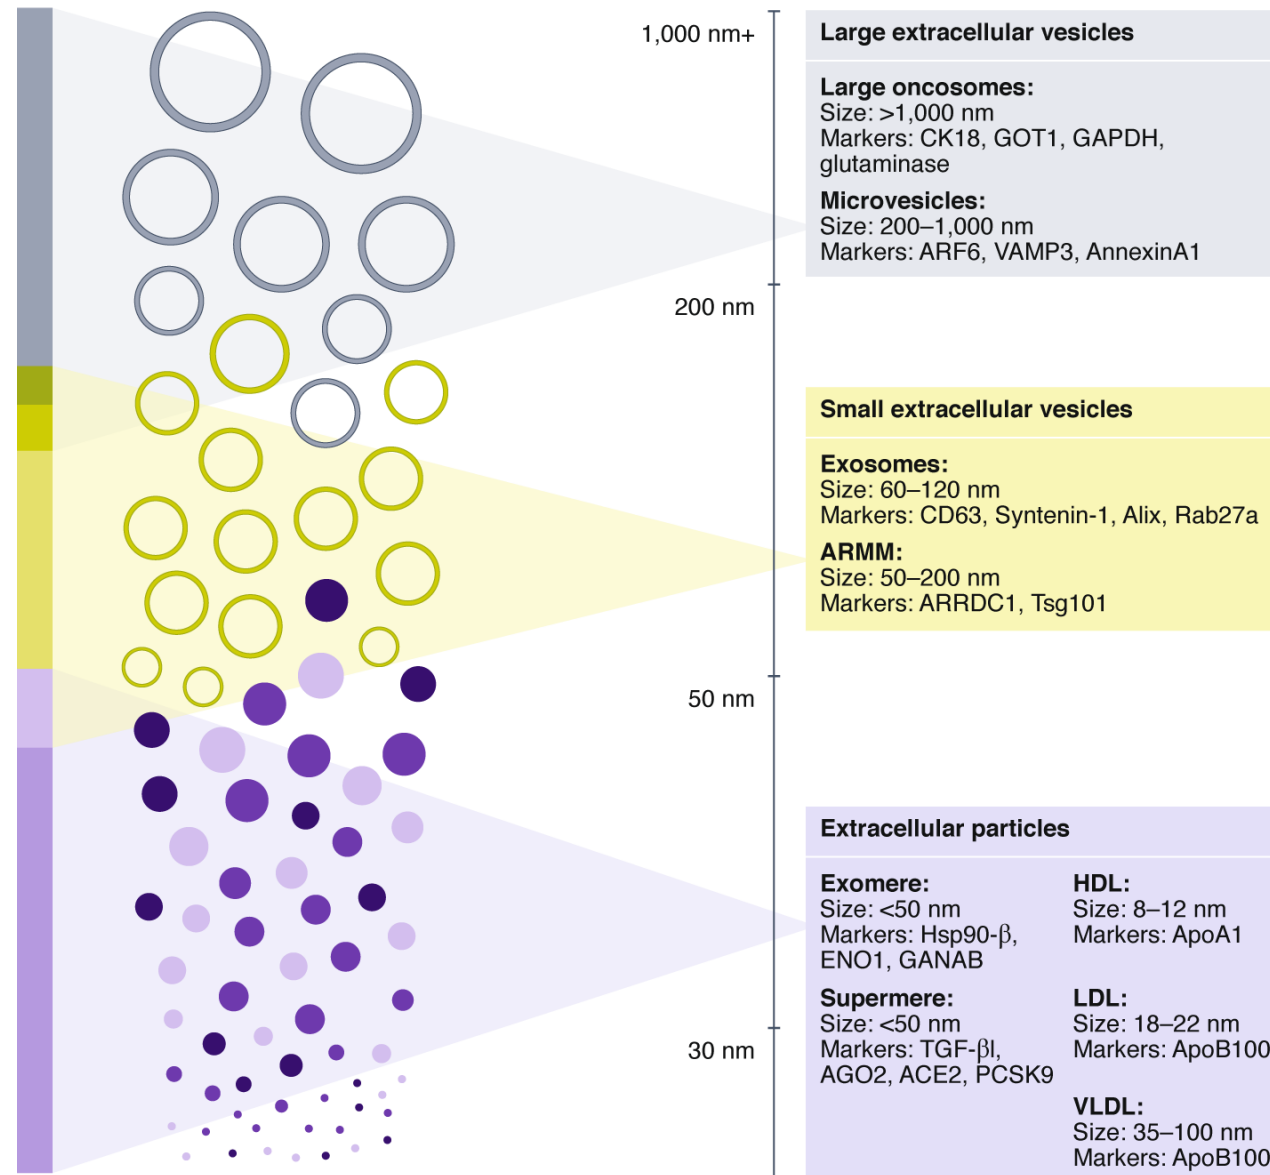 1,000 nm+
200 nm
50 nm
30 nm
Large extracellular vesicles
Large oncosomes:
Size: >1,000 nm
Markers: CK18, GOT1, GAPDH,
glutaminase
Microvesicles:
Size: 200–1,000 nm
Markers: ARF6, VAMP3, AnnexinA1
Small extracellular vesicles
Exosomes:
Size: 60–120 nm
Markers: CD63, Syntenin-1, Alix, Rab27a
ARMM:
Size: 50–200 nm
Markers: ARRDC1, Tsg101
Extracellular particles
Exomere:
Size: <50 nm
Markers: Hsp90-β,
ENO1, GANAB
Supermere:
Size: <50 nm
Markers: TGF-βI,
AGO2, ACE2, PCSK9
HDL:
Size: 8–12 nm
Markers: ApoA1
LDL:
Size: 18–22 nm
Markers: ApoB100
VLDL:
Size: 35–100 nm
Markers: ApoB100